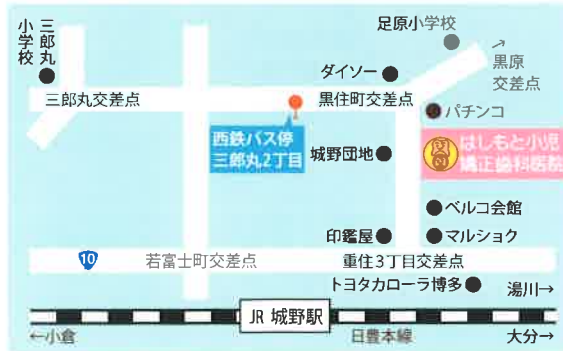 足原小学校
三郎丸
小学校
↗
黒原
交差点
ダイソー
三郎丸交差点
黒住町交差点
パチンコ
西鉄バス停
三郎丸2丁目
城野団地
はしもと小児
矯正歯科医院
ベルコ会館
印鑑屋
マルショク
10
若富士町交差点
重住3丁目交差点
トヨタカローラ博多
湯川→
JR 城野駅
←小倉
日豊本線
大分→